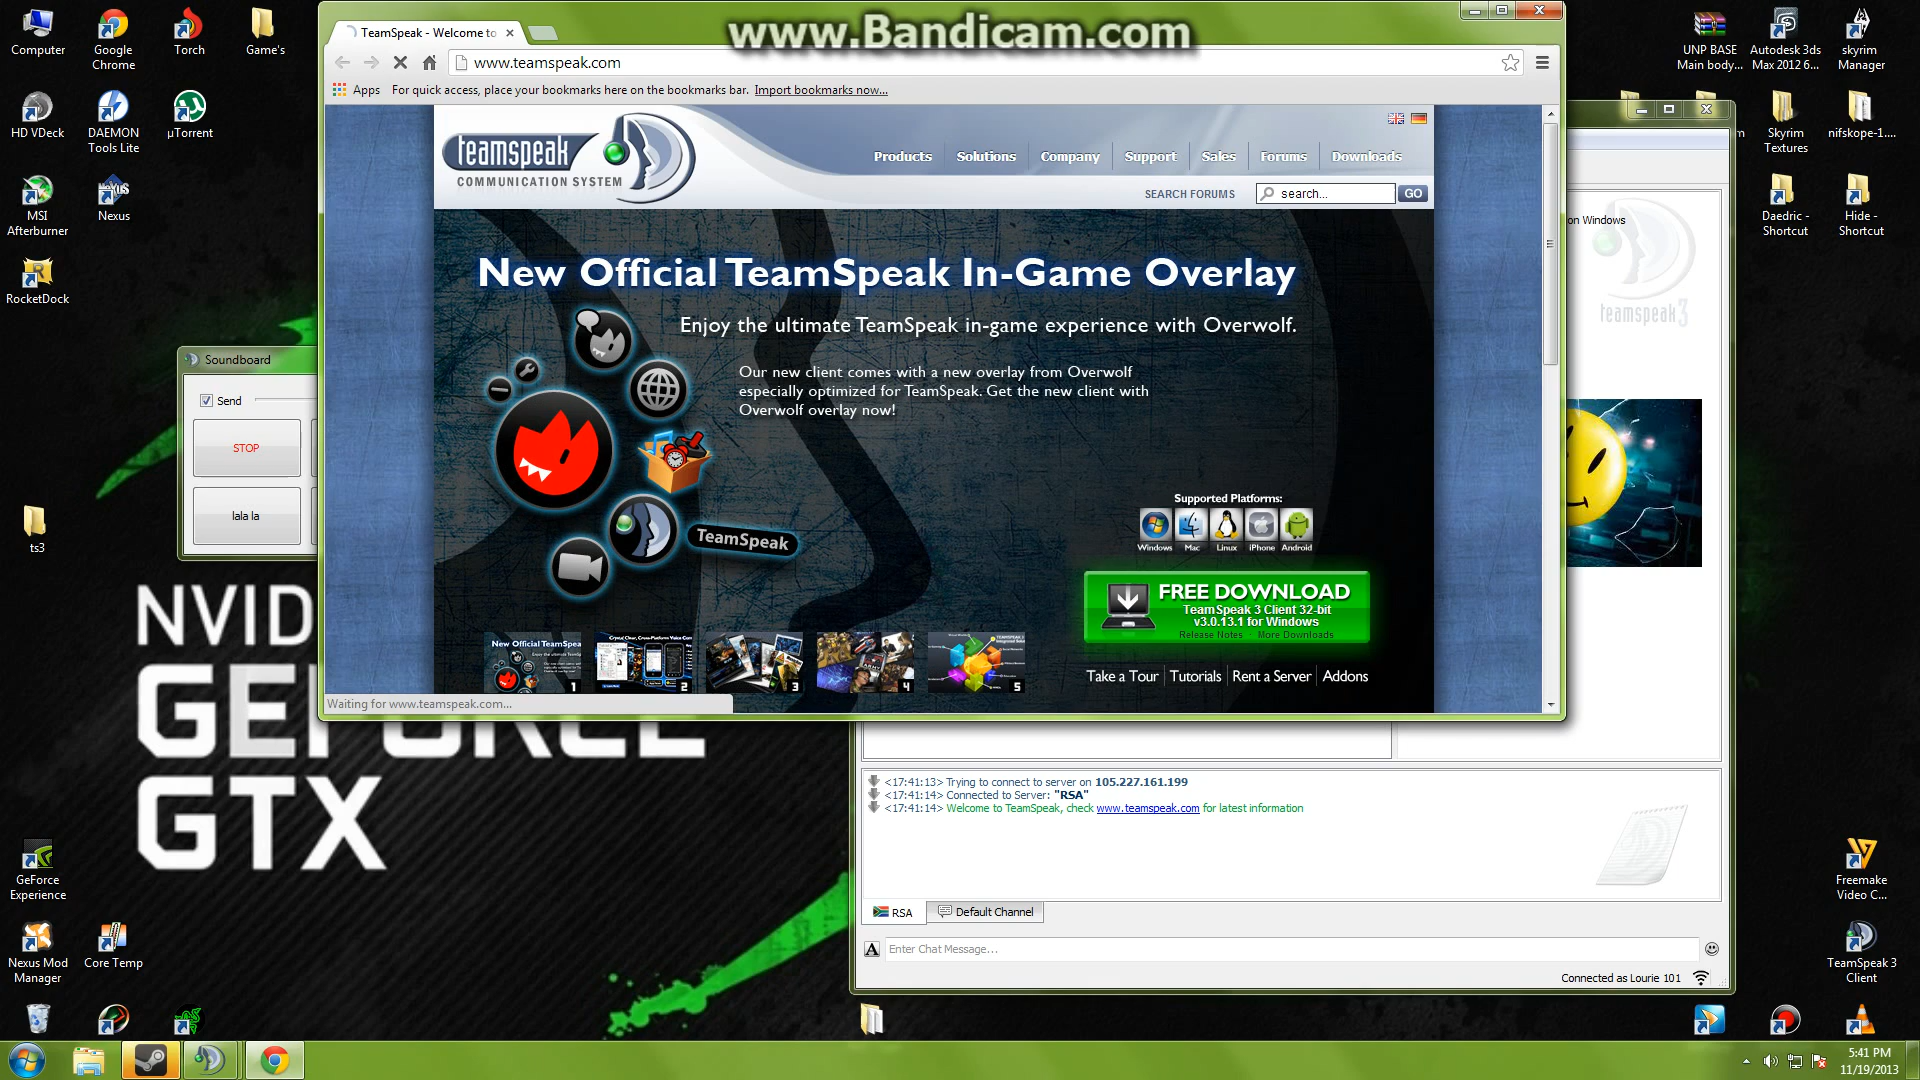 www.Bandicam.com
Computer
Google Chrome
Torch
Game's
HD VDeck
DAEMON Tools Lite
µTorrent
MSI Afterburner
Nexus
RocketDock
ts3
GeForce Experience
Nexus Mod Manager
Core Temp
NVID
GEFORCE
GTX
Soundboard
Send
STOP
lala la
TeamSpeak - Welcome to
www.teamspeak.com
Apps
For quick access, place your bookmarks here on the bookmarks bar. Import bookmarks now...
teamspeak
COMMUNICATION SYSTEM
Products
Solutions
Company
Support
Sales
Forums
Downloads
SEARCH FORUMS
search...
GO
New Official TeamSpeak In-Game Overlay
Enjoy the ultimate TeamSpeak in-game experience with Overwolf.
Our new client comes with a new overlay from Overwolf
especially optimized for TeamSpeak. Get the new client with
Overwolf overlay now!
TeamSpeak
Supported Platforms:
Windows
Mac
Linux
iPhone
Android
FREE DOWNLOAD
TeamSpeak 3 Client 32-bit
v3.0.13.1 for Windows
Release Notes · More Downloads
New Official TeamSpea
1
2
3
4
5
Take a Tour
Tutorials
Rent a Server
Addons
Waiting for www.teamspeak.com...
on Windows
teamspeak3
<17:41:13> Trying to connect to server on 105.227.161.199
<17:41:14> Connected to Server: "RSA"
<17:41:14> Welcome to TeamSpeak, check www.teamspeak.com for latest information
RSA
Default Channel
Enter Chat Message...
Connected as Lourie 101
UNP BASE Main body...
Autodesk 3ds Max 2012 6...
skyrim Manager
Skyrim Textures
nifskope-1....
Daedric - Shortcut
Hide - Shortcut
Freemake Video C...
TeamSpeak 3 Client
5:41 PM
11/19/2013